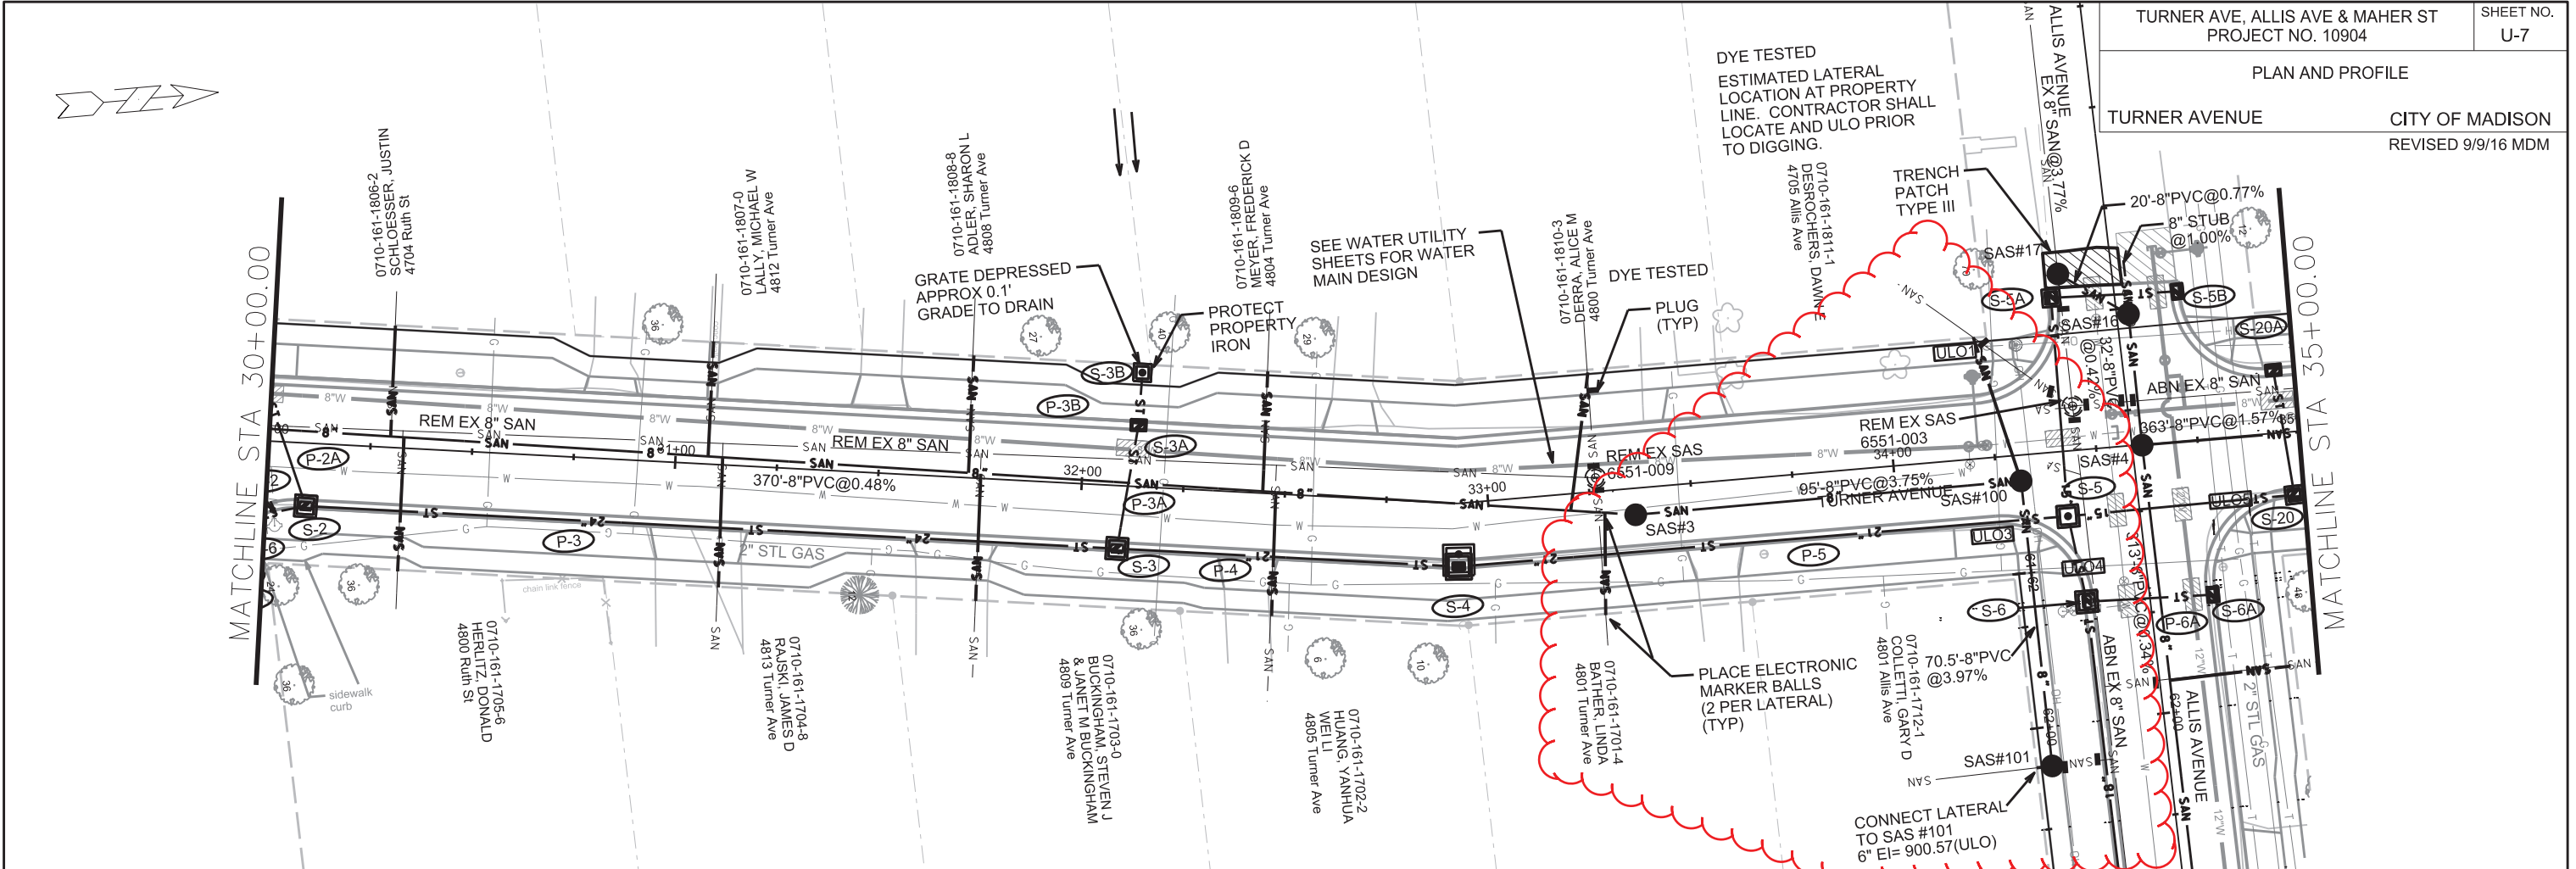 TURNER AVE, ALLIS AVE & MAHER ST
PROJECT NO. 10904
SHEET NO.
U-7
PLAN AND PROFILE
TURNER AVENUE
CITY OF MADISON
REVISED 9/9/16 MDM
MATCHLINE STA 30+00.00
0710-161-1806-2
SCHLOESSER, JUSTIN
4704 Ruth St
0710-161-1807-0
LALLY, MICHAEL W
4812 Turner Ave
0710-161-1808-8
ADLER, SHARON L
4808 Turner Ave
GRATE DEPRESSED
APPROX 0.1'
GRADE TO DRAIN
PROTECT
PROPERTY
IRON
0710-161-1809-6
MEYER, FREDERICK D
4804 Turner Ave
SEE WATER UTILITY
SHEETS FOR WATER
MAIN DESIGN
0710-161-1810-3
DERRA, ALICE M
4800 Turner Ave
DYE TESTED
PLUG
(TYP)
DYE TESTED
ESTIMATED LATERAL
LOCATION AT PROPERTY
LINE. CONTRACTOR SHALL
LOCATE AND ULO PRIOR
TO DIGGING.
0710-161-1811-1
4705 Allis Ave
TRENCH
PATCH
TYPE III
ALLIS AVENUE
EX 8" SAN@3.77%
20'-8"PVC@0.77%
8" STUB
@1.00%
SAS#17
S-5A
S-5B
SAS#16
S-20A
32'-8"PVC
@0.42%
ULO1
ABN EX 8" SAN
REM EX SAS
6551-003
363'-8"PVC@1.57%
SAS#4
34+00
MATCHLINE STA 35+00.00
REM EX 8" SAN
31+00
REM EX 8" SAN
370'-8"PVC@0.48%
32+00
33+00
P-2A
S-2
P-3
24"
2" STL GAS
24"
S-3B
P-3B
S-3A
P-3A
S-3
P-4
21"
S-4
REM EX SAS
6551-009
SAS#3
95'-8"PVC@3.75%
TURNER AVENUE
SAS#100
S-5
ULO3
ULO4
ULO5
S-20
15"
P-5
21"
S-6
P-6A
S-6A
chain link fence
sidewalk
curb
0710-161-1705-6
HERLITZ, DONALD
4800 Ruth St
0710-161-1704-8
RAJSKI, JAMES D
4813 Turner Ave
0710-161-1703-0
BUCKINGHAM, STEVEN J
& JANET M BUCKINGHAM
4809 Turner Ave
0710-161-1702-2
HUANG, YANHUA
WEI LI
4805 Turner Ave
0710-161-1701-4
BATHER, LINDA
4801 Turner Ave
PLACE ELECTRONIC
MARKER BALLS
(2 PER LATERAL)
(TYP)
0710-161-1712-1
COLLETTI, GARY D
4801 Allis Ave
70.5'-8"PVC
@3.97%
61+62
62+00
ABN EX 8" SAN
62+00
ALLIS AVENUE
12"W
2" STL GAS
SAS#101
18"
CONNECT LATERAL
TO SAS #101
6" EI= 900.57(ULO)